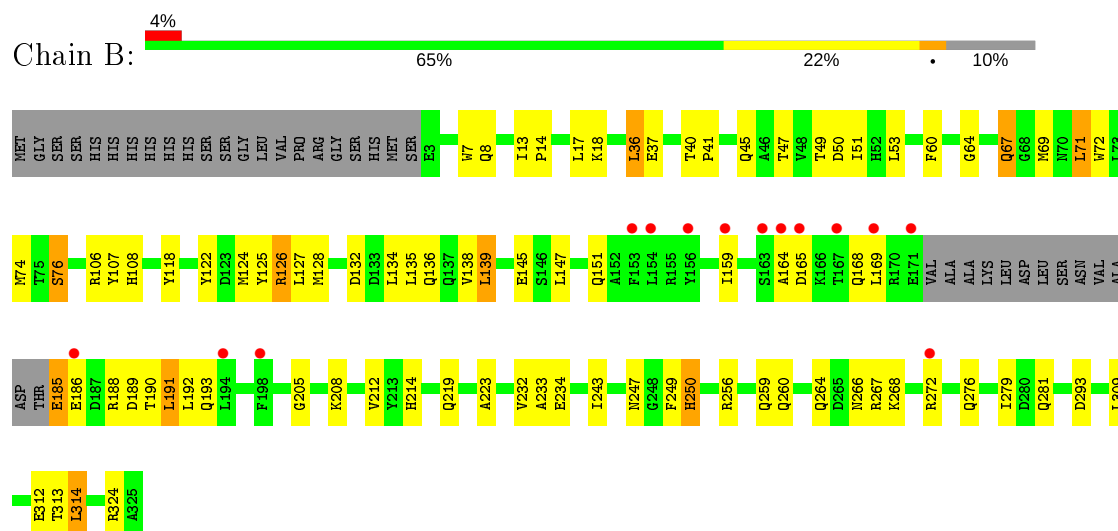 4%
Chain B:
65% 22% • 10%
MET GLY SER SER HIS HIS HIS HIS HIS HIS SER SER GLY LEU VAL PRO ARG GLY SER HIS MET SER E3 W7 Q8 I13 P14 L17 K18 L36 E37 T40 P41 Q45 A46 T47 V48 T49 D50 I51 H52 L53 F60 G64 Q67 G68 M69 N70 L71 W72 L73
M74 T75 S76 R106 Y107 H108 Y118 Y122 D123 M124 Y125 R126 L127 M128 D132 D133 L134 L135 Q136 Q137 V138 L139 E145 S146 L147 Q151 A152 F153 L154 R155 Y156 I159 S163 A164 D165 K166 T167 Q168 L169 R170 E171 VAL ALA ALA LYS LEU ASP LEU SER ASN VAL ALA
ASP THR E185 E186 D187 R188 D189 T190 L191 L192 Q193 L194 F198 G205 K208 V212 Y213 H214 Q219 A223 V232 A233 E234 I243 N247 G248 F249 H250 R256 Q259 Q260 Q264 D265 N266 R267 K268 R272 Q276 I279 D280 Q281 D293
E312 T313 L314 R324 A325